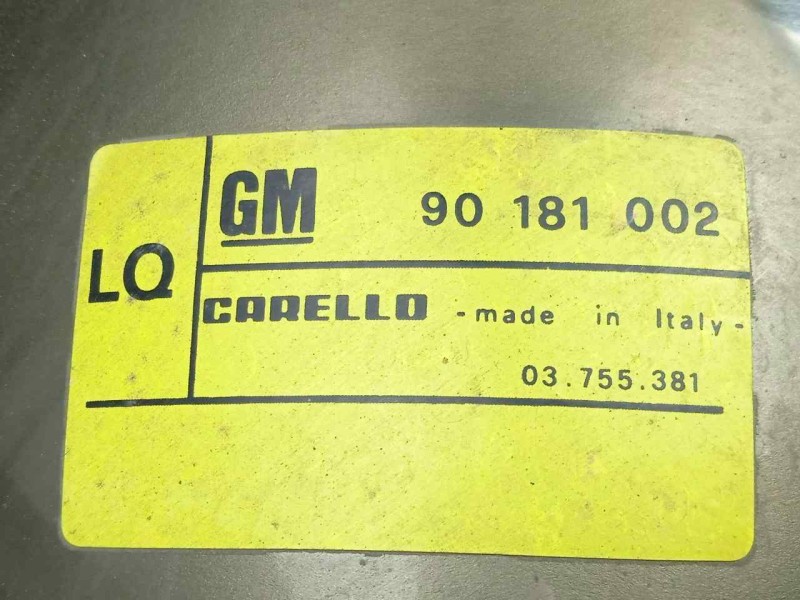 GM 90 181 002
LQ
CARELLO - made in Italy -
03.755.381